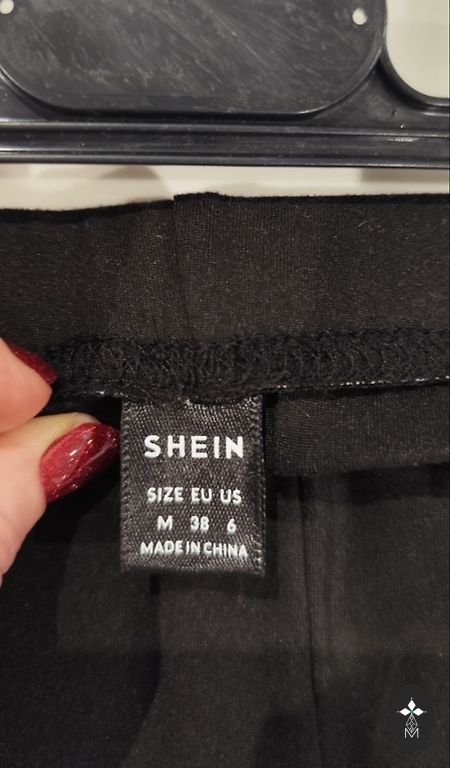 SHEIN
SIZE EU US
M 38 6
MADE IN CHINA